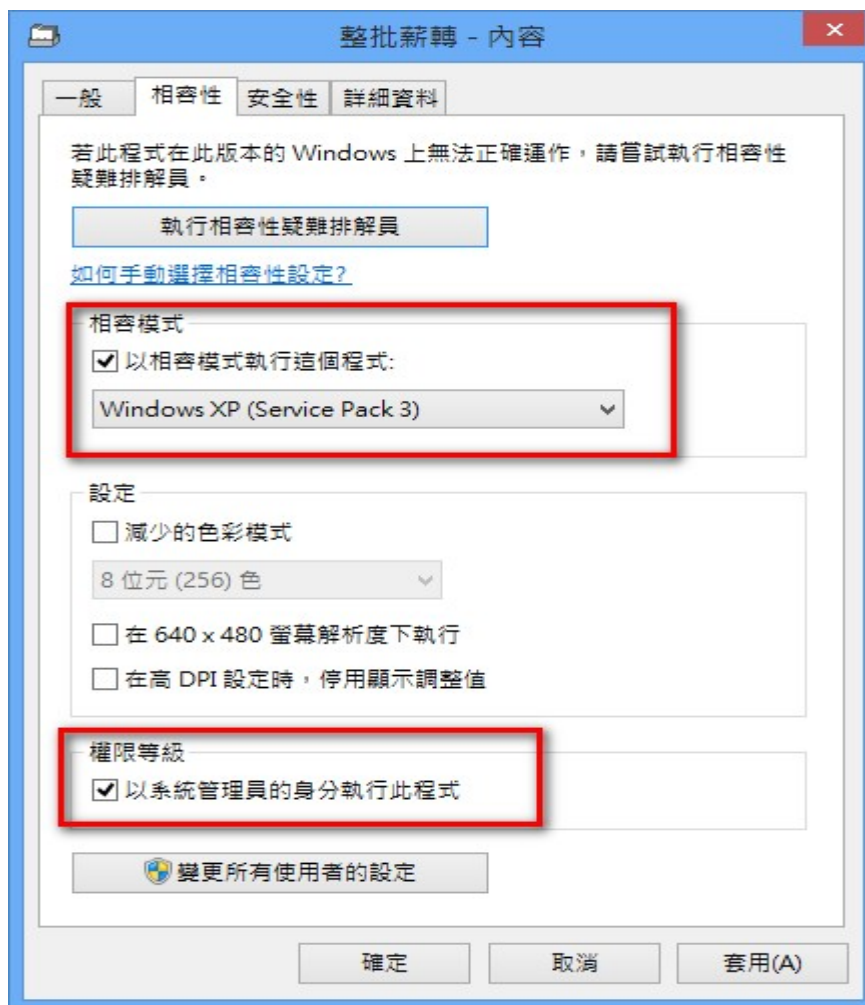 整批薪轉 - 內容
一般 相容性 安全性 詳細資料
若此程式在此版本的 Windows 上無法正確運作，請嘗試執行相容性
疑難排解員。
執行相容性疑難排解員
如何手動選擇相容性設定?
相容模式
以相容模式執行這個程式:
Windows XP (Service Pack 3)
設定
減少的色彩模式
8 位元 (256) 色
在 640 x 480 螢幕解析度下執行
在高 DPI 設定時，停用顯示調整值
權限等級
以系統管理員的身分執行此程式
變更所有使用者的設定
確定 取消 套用(A)